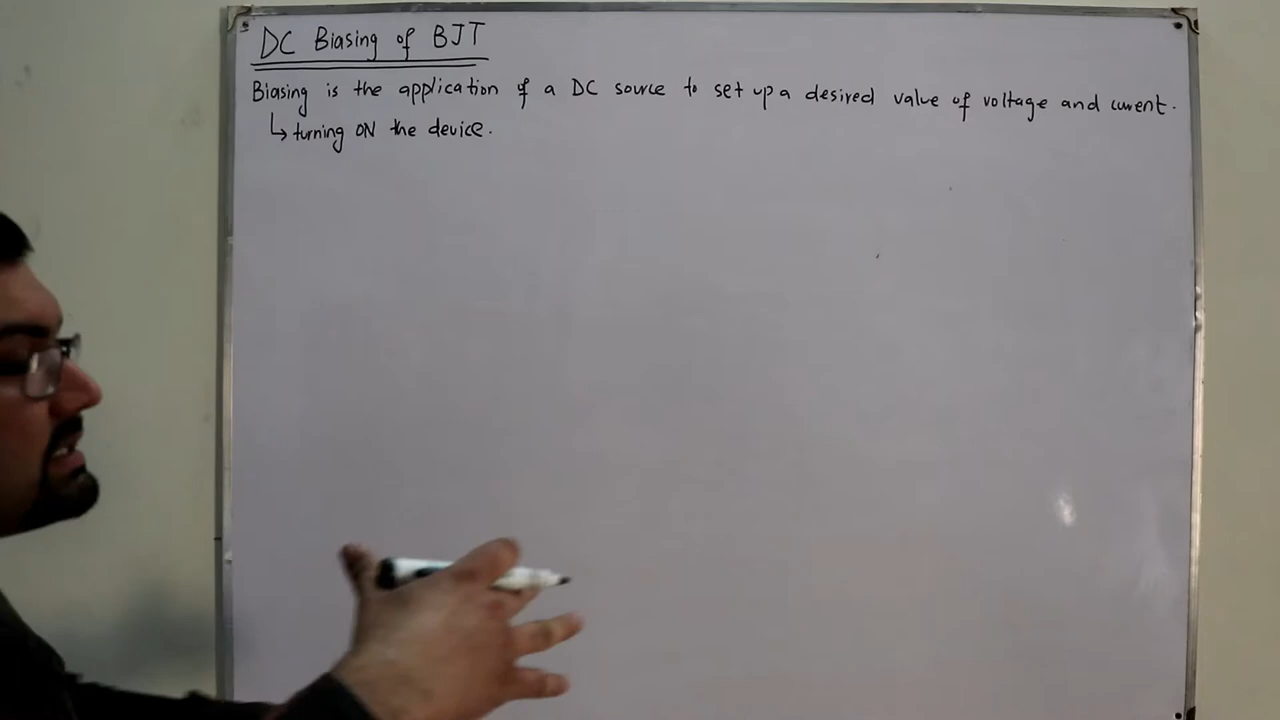 DC Biasing of BJT
Biasing is the application of a DC source to set up a desired value of voltage and current.
↳ turning ON the device.